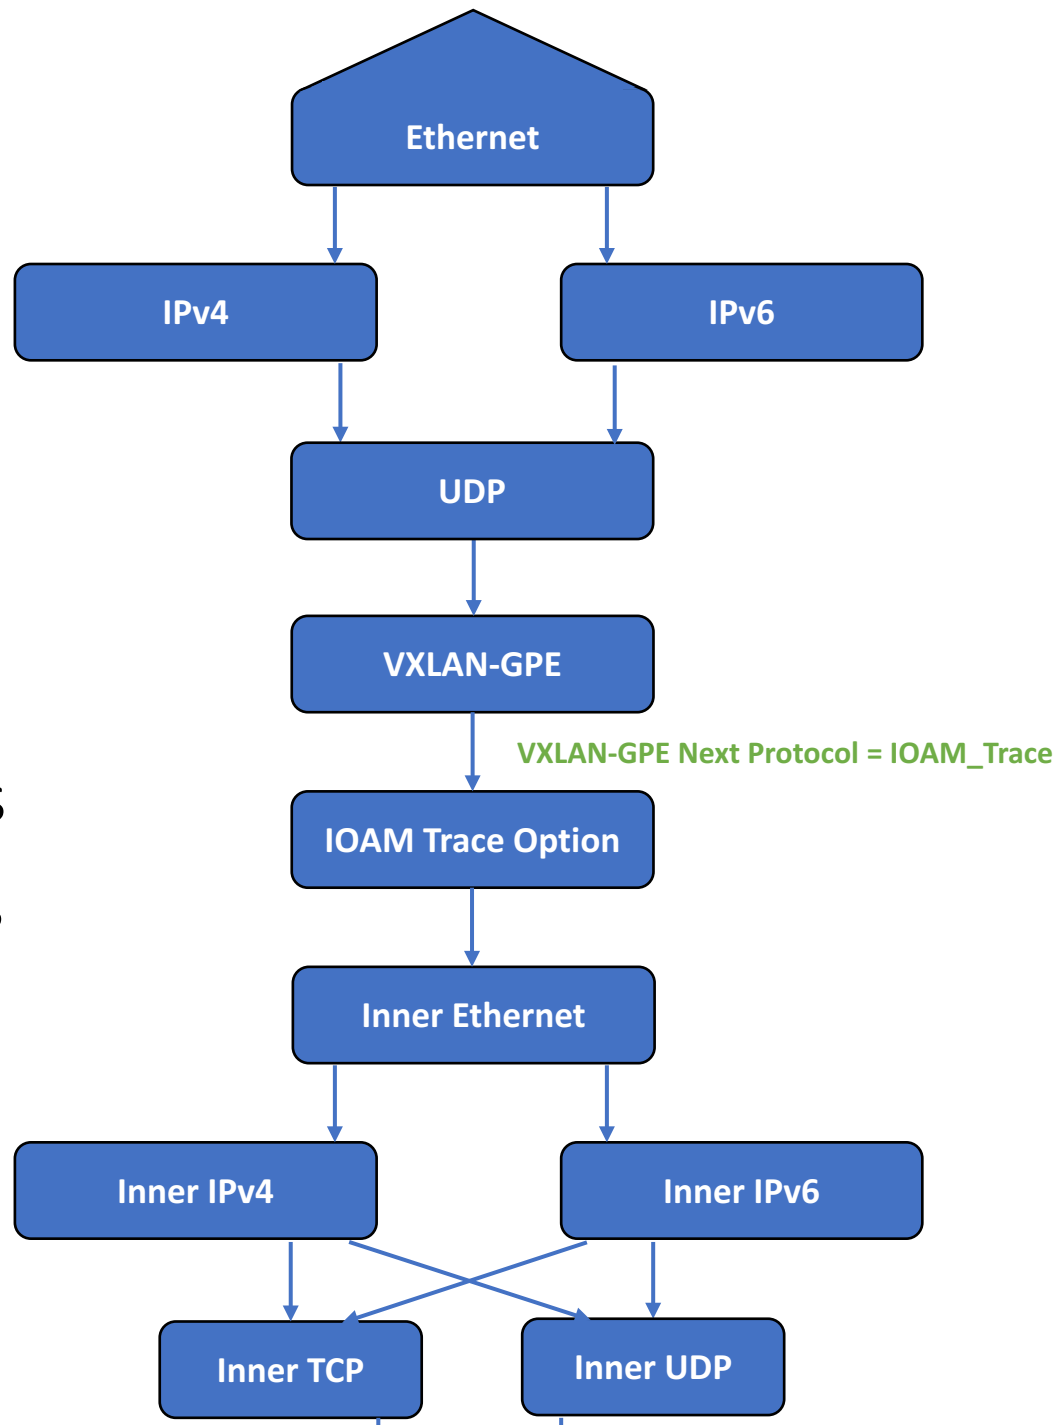 Ethernet
IPv4
IPv6
UDP
VXLAN-GPE
VXLAN-GPE Next Protocol = IOAM_Trace
IOAM Trace Option
Inner Ethernet
Inner IPv4
Inner IPv6
Inner TCP
Inner UDP